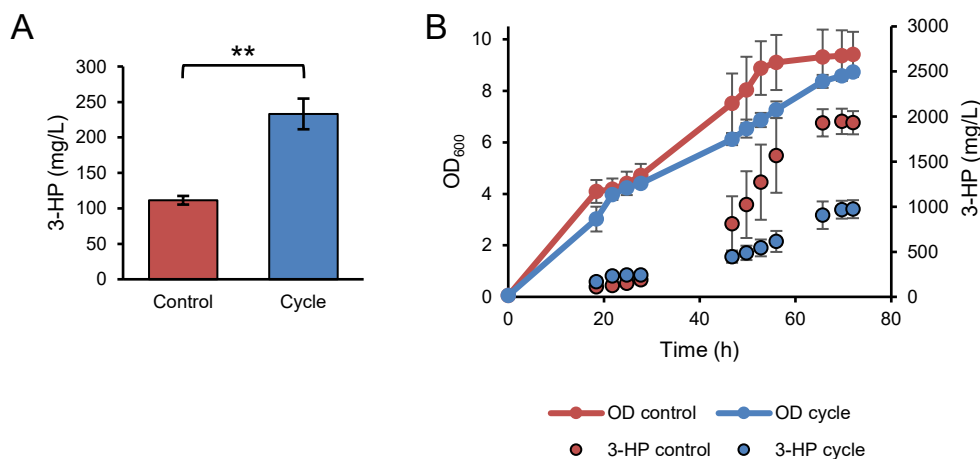 A
**
300
250
200
150
100
50
0
3-HP (mg/L)
Control
Cycle
B
10
8
6
4
2
0
OD600
3000
2500
2000
1500
1000
500
0
3-HP (mg/L)
0
20
40
60
80
Time (h)
OD control
OD cycle
3-HP control
3-HP cycle